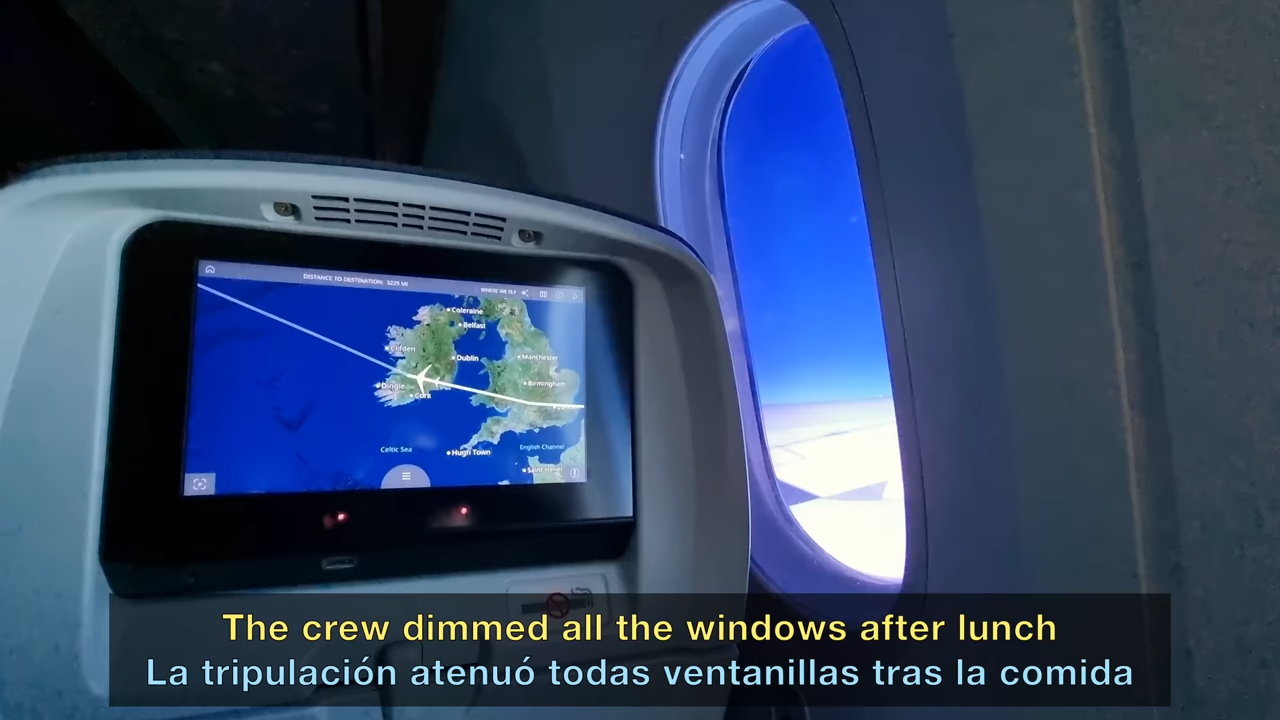 DISTANCE TO DESTINATION: 3229 MI
WHERE WE FLY
Coleraine
Belfast
Clifden
Dublin
Manchester
Dingle
Birmingham
Cork
Celtic Sea
Hugh Town
English Channel
Saint Helier
The crew dimmed all the windows after lunch
La tripulación atenuó todas ventanillas tras la comida